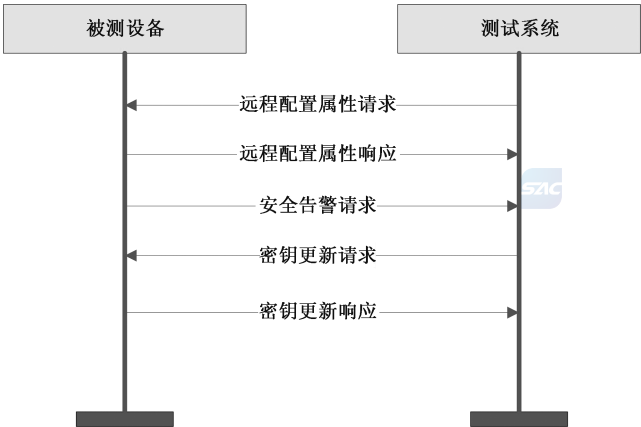 被测设备
测试系统
远程配置属性请求
远程配置属性响应
SAC
安全告警请求
密钥更新请求
密钥更新响应